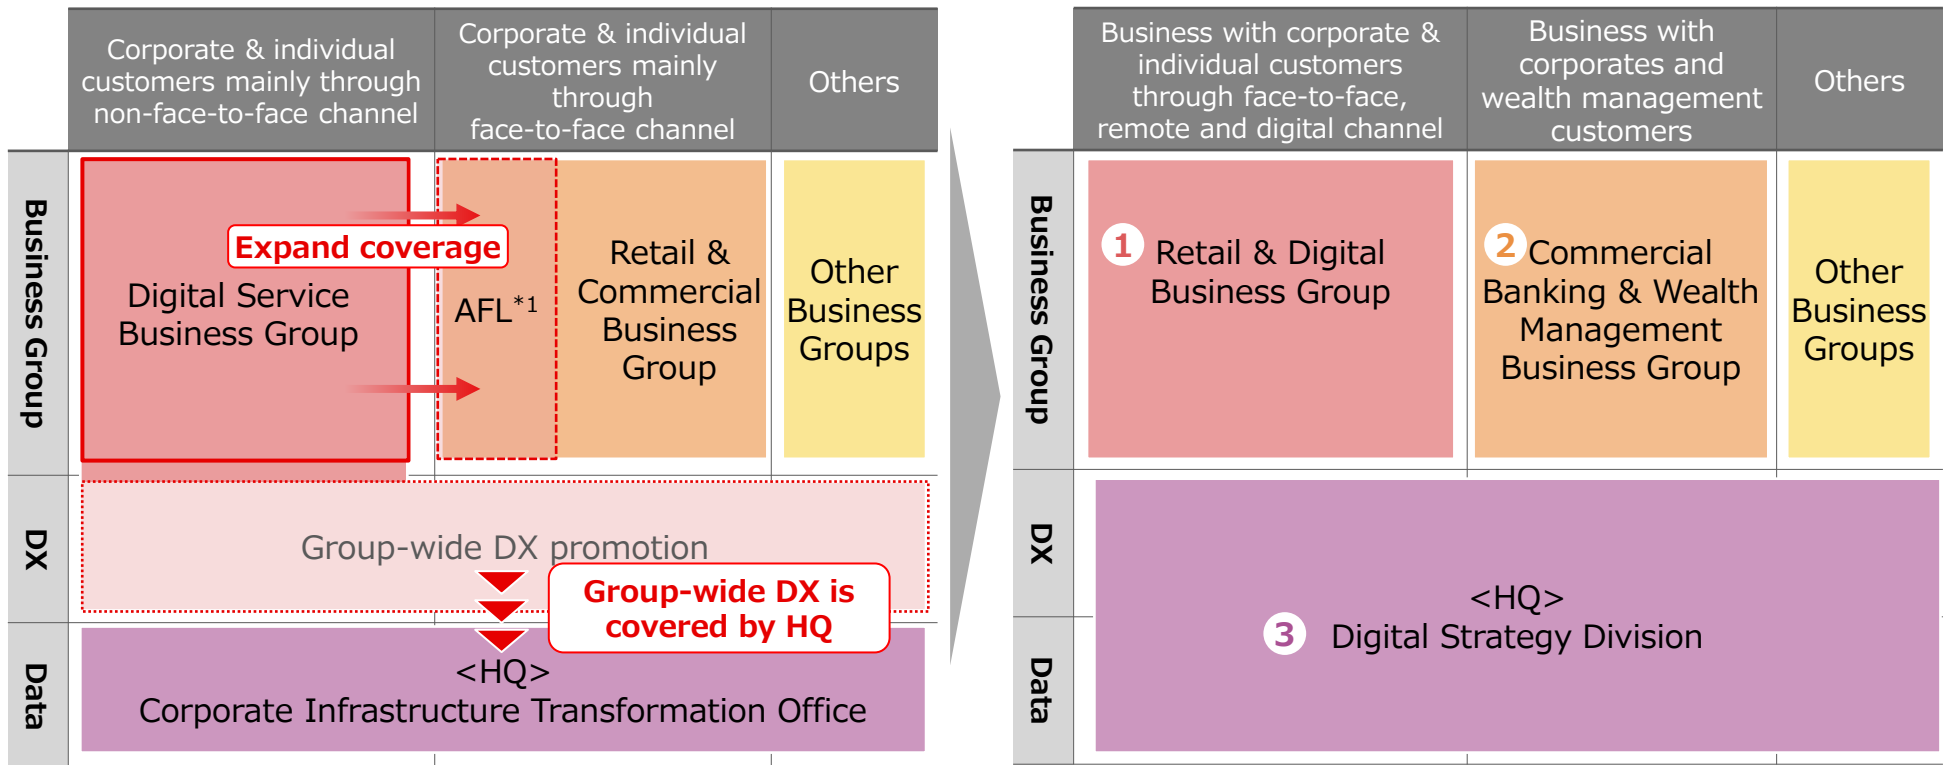 Corporate & individual
customers mainly through
non-face-to-face channel
Corporate & individual
customers mainly
through
face-to-face channel
Others
Business Group
Digital Service
Business Group
Expand coverage
AFL*1
Retail &
Commercial
Business
Group
Other
Business
Groups
DX
Group-wide DX promotion
Group-wide DX is
covered by HQ
Data
<HQ>
Corporate Infrastructure Transformation Office
Business with corporate &
individual customers
through face-to-face,
remote and digital channel
Business with
corporates and
wealth management
customers
Others
Business Group
1 Retail & Digital
Business Group
2 Commercial
Banking & Wealth
Management
Business Group
Other
Business
Groups
DX
Data
<HQ>
3 Digital Strategy Division